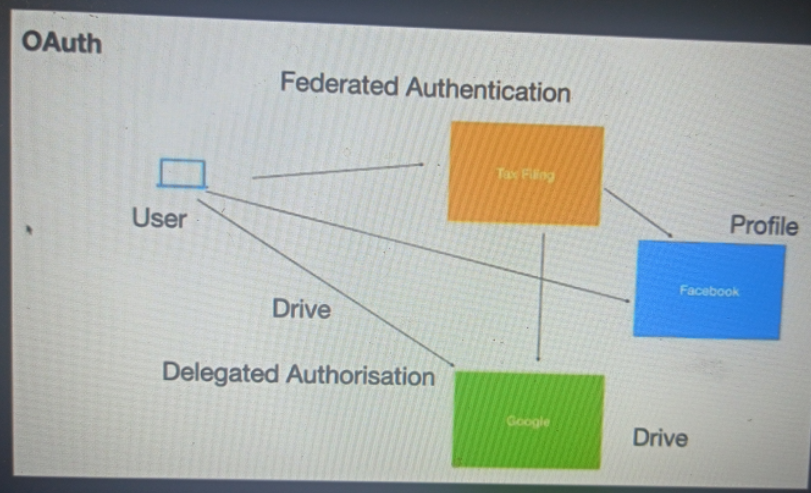 OAuth
Federated Authentication
Tax Filing
User
Profile
Facebook
Drive
Delegated Authorisation
Google
Drive